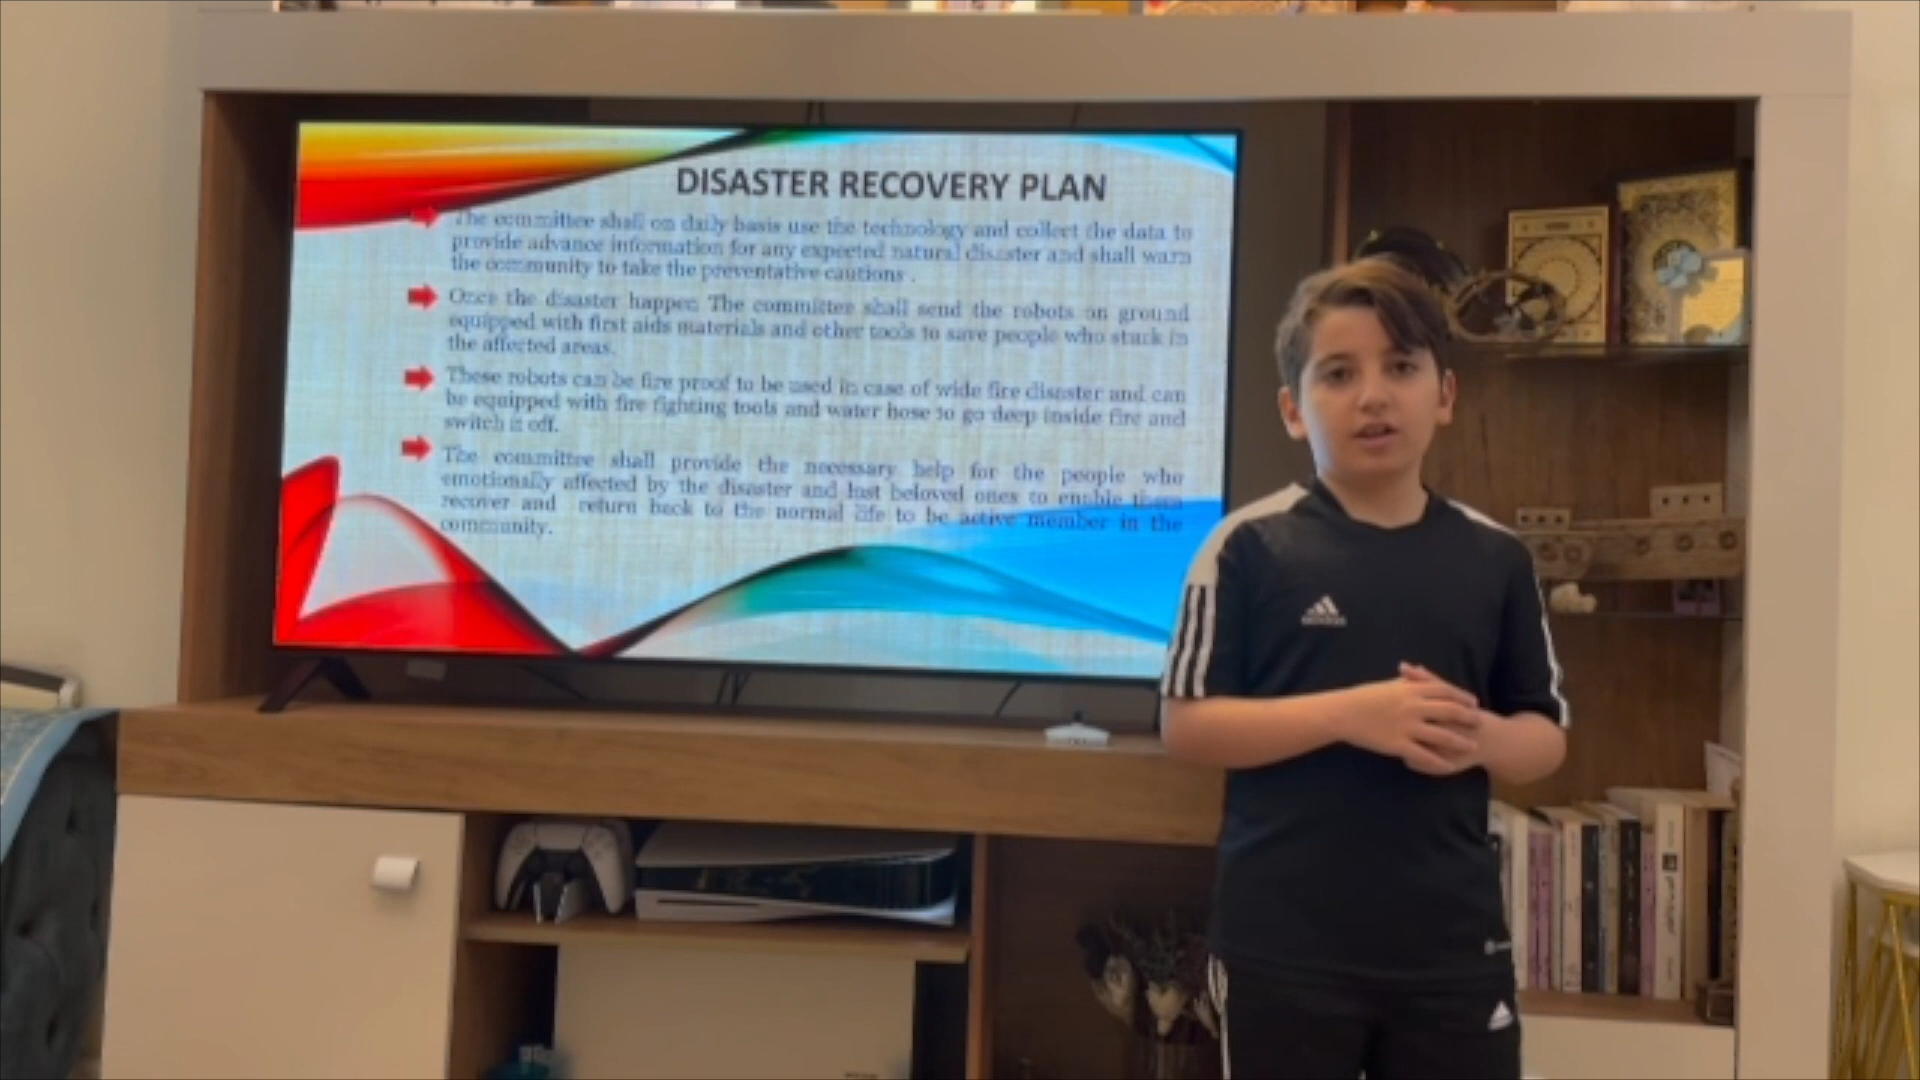 DISASTER RECOVERY PLAN
The committee shall on daily basis use the technology and collect the data to
provide advance information for any expected natural disaster and shall warn
the community to take the preventative cautions .
Once the disaster happen The committee shall send the robots on ground
equipped with first aids materials and other tools to save people who stuck in
the affected areas.
These robots can be fire proof to be used in case of wide fire disaster and can
be equipped with fire fighting tools and water hose to go deep inside fire and
switch it off.
The committee shall provide the necessary help for the people who
emotionally affected by the disaster and lost beloved ones to enable them
recover and return back to the normal life to be active member in the
community.
adidas